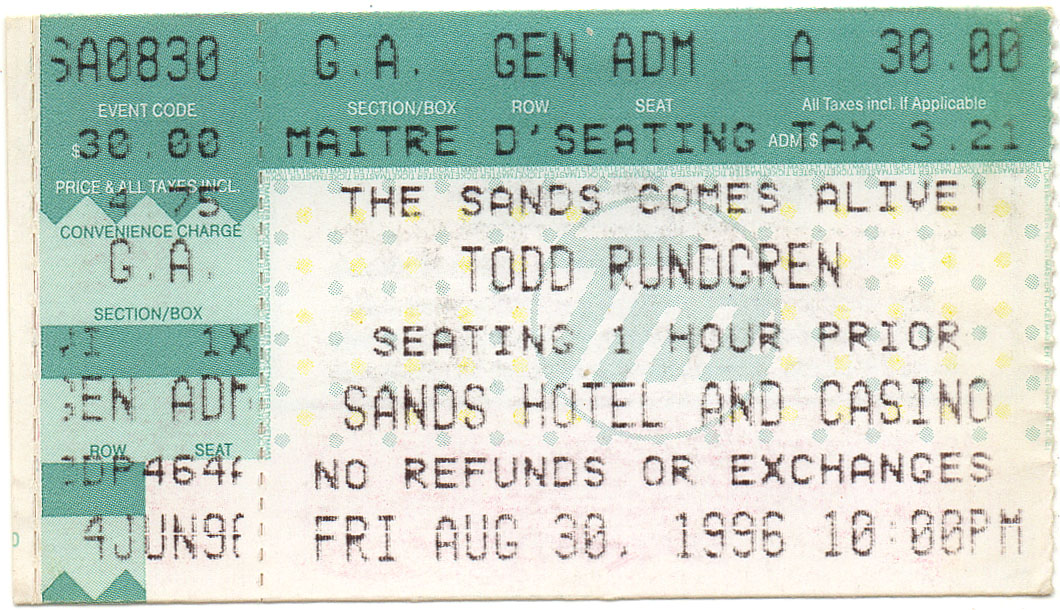 SA0830
EVENT CODE
$30.00
PRICE & ALL TAXES INCL.
4.75
CONVENIENCE CHARGE
G.A.
SECTION/BOX
1X
GEN ADM
ROW SEAT
464
4JUN96
G.A. GEN ADM A 30.00
SECTION/BOX ROW SEAT All Taxes incl. If Applicable
MAITRE D'SEATING ADM.$ TAX 3.21
THE SANDS COMES ALIVE!
TODD RUNDGREN
SEATING 1 HOUR PRIOR
SANDS HOTEL AND CASINO
NO REFUNDS OR EXCHANGES
FRI AUG 30, 1996 10:00PM